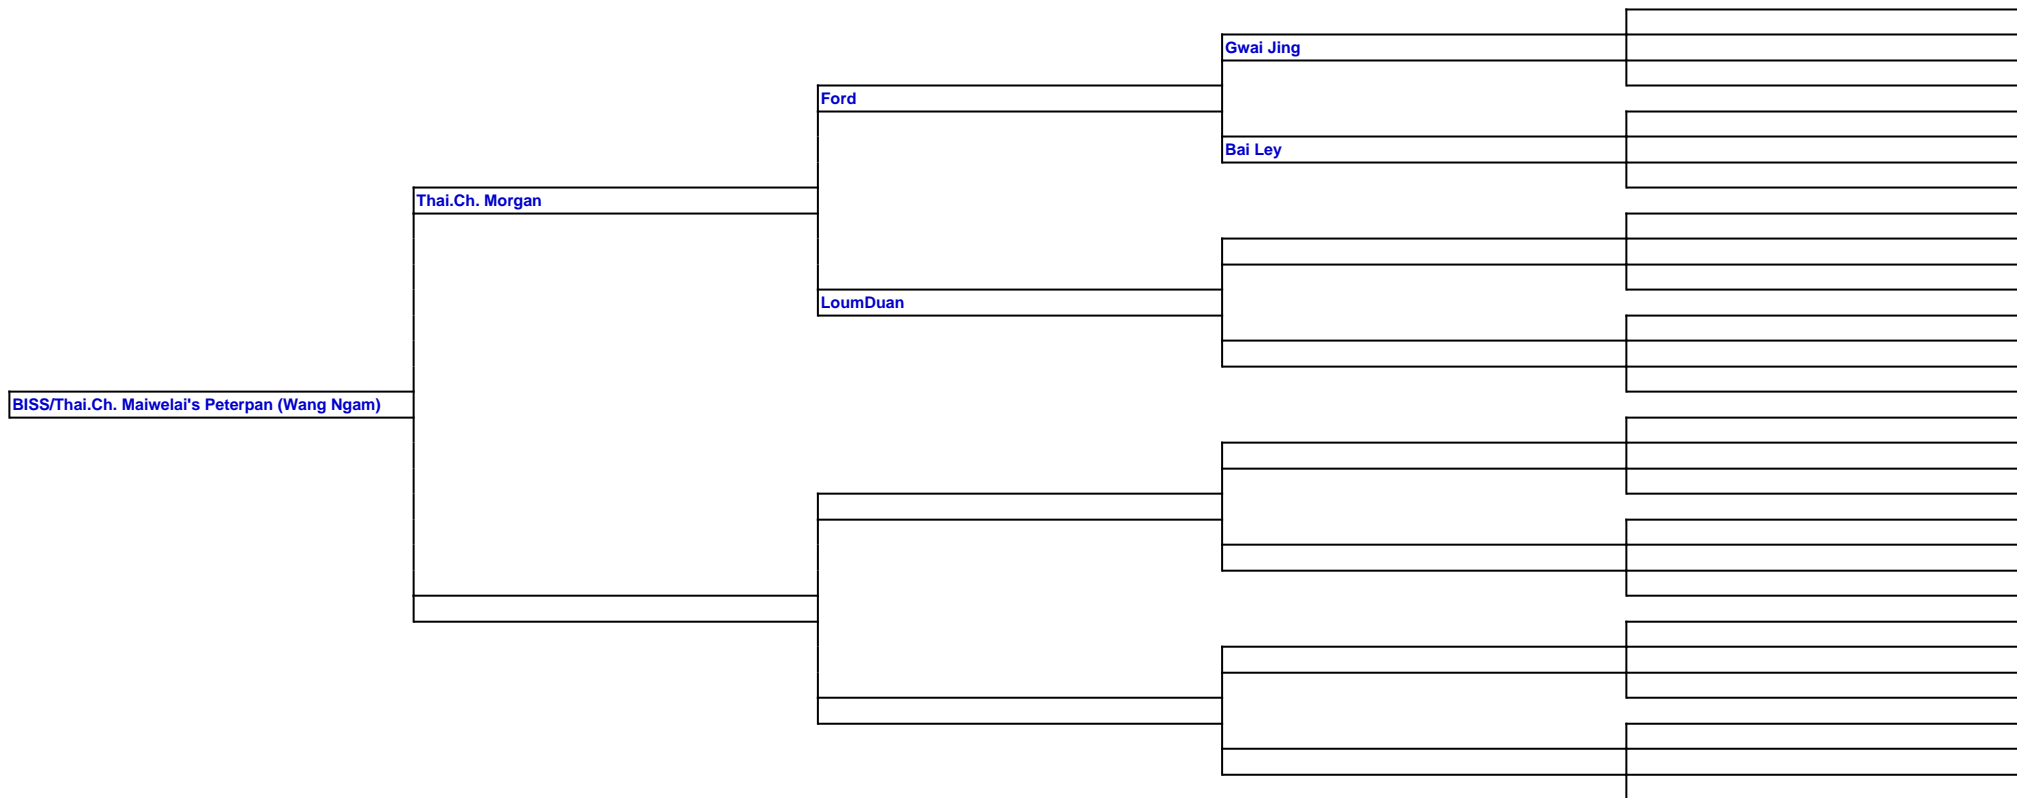 Gwai Jing
Ford
Bai Ley
Thai.Ch. Morgan
LoumDuan
BISS/Thai.Ch. Maiwelai's Peterpan (Wang Ngam)